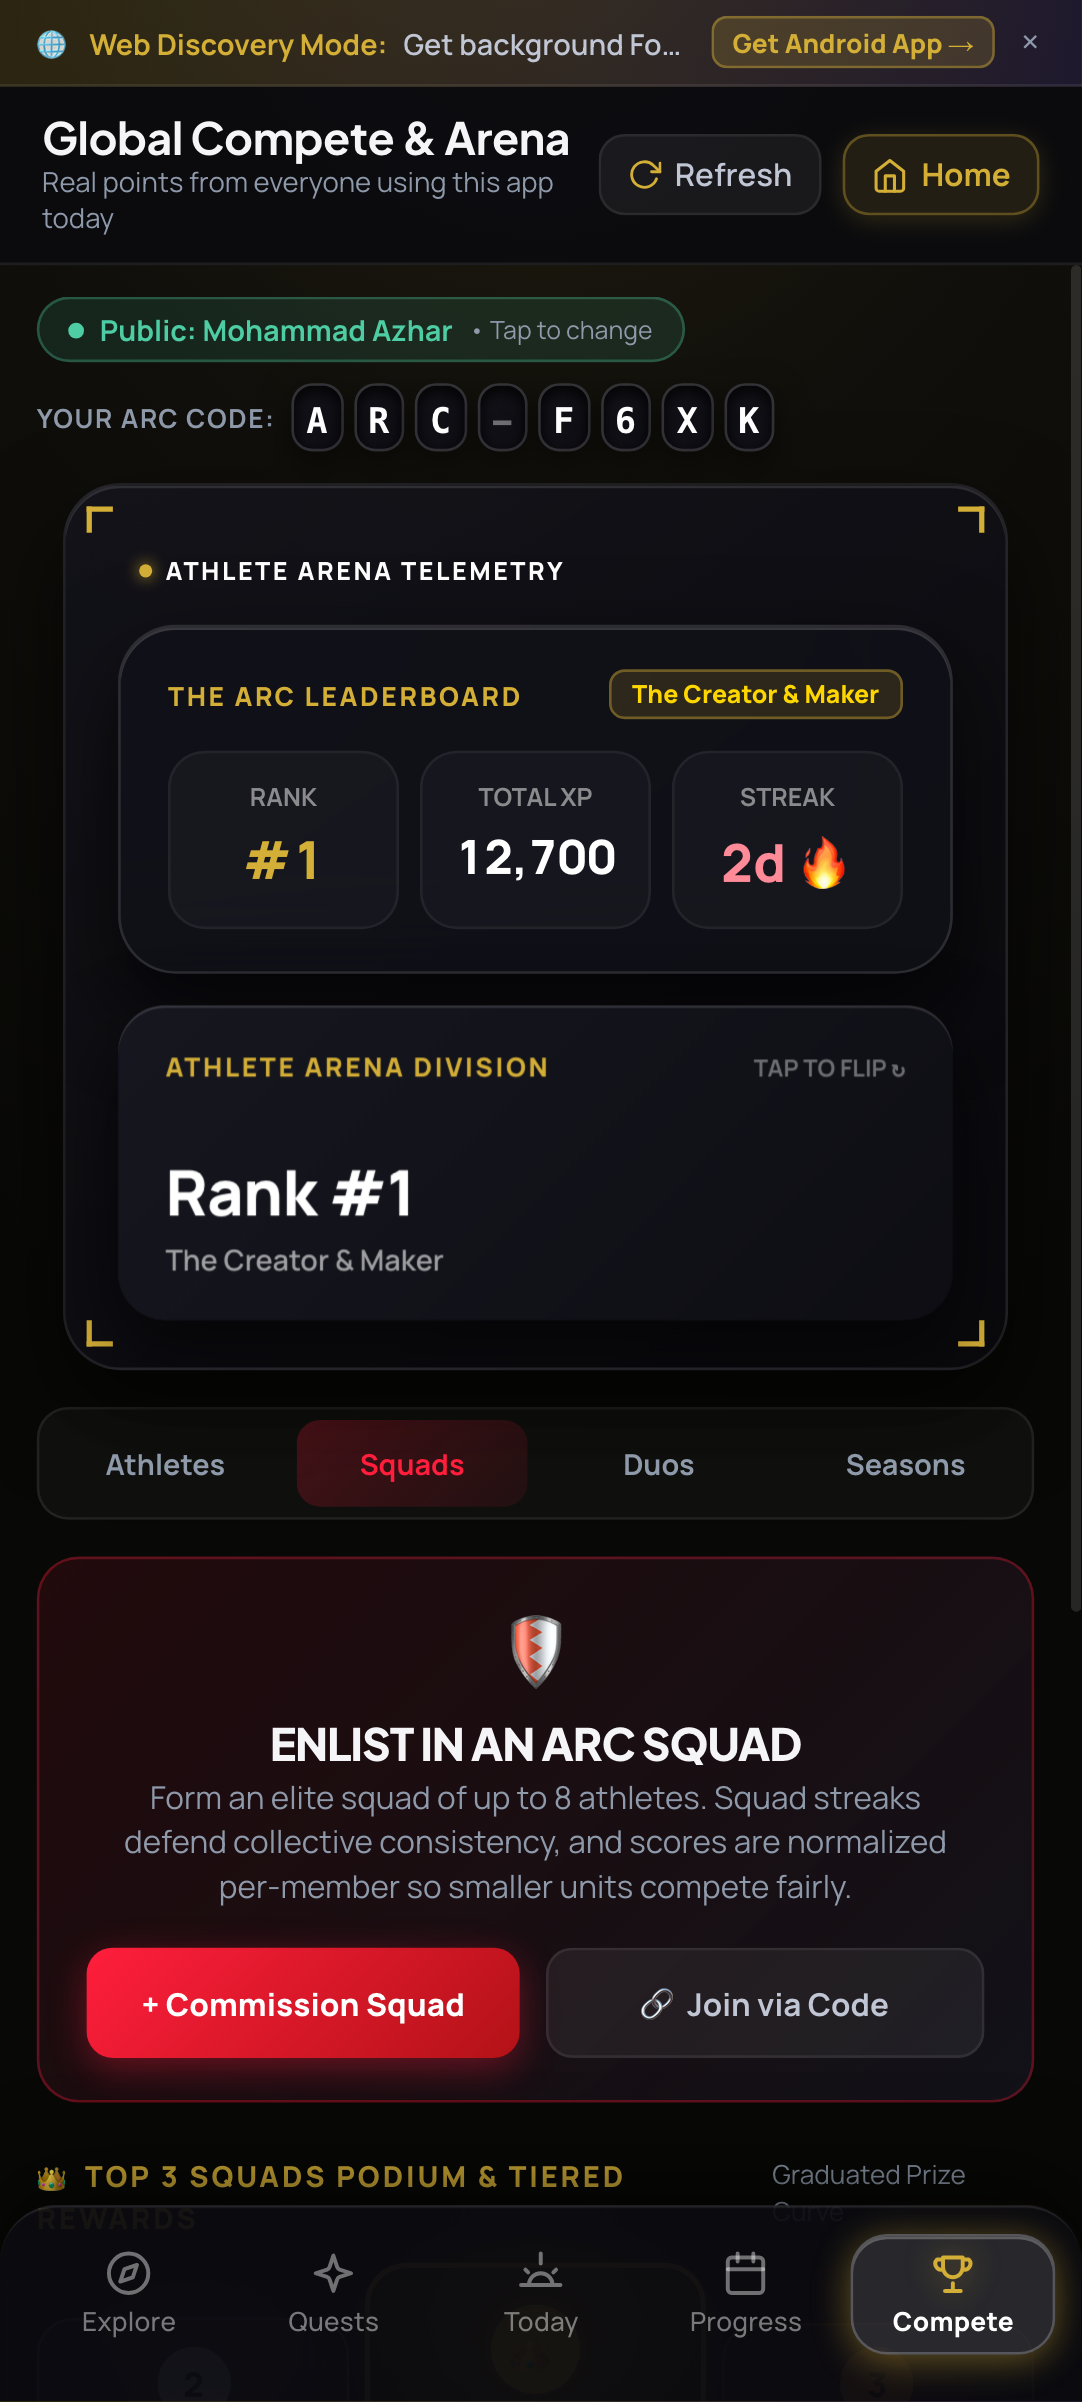 Web Discovery Mode: Get background Fo...
Get Android App →
×
Global Compete & Arena
Real points from everyone using this app
today
Refresh
Home
Public: Mohammad Azhar • Tap to change
YOUR ARC CODE: A R C – F 6 X K
ATHLETE ARENA TELEMETRY
THE ARC LEADERBOARD
The Creator & Maker
RANK
#1
TOTAL XP
12,700
STREAK
2d 🔥
ATHLETE ARENA DIVISION
TAP TO FLIP ↻
Rank #1
The Creator & Maker
Athletes
Squads
Duos
Seasons
ENLIST IN AN ARC SQUAD
Form an elite squad of up to 8 athletes. Squad streaks
defend collective consistency, and scores are normalized
per-member so smaller units compete fairly.
+ Commission Squad
🔗 Join via Code
👑 TOP 3 SQUADS PODIUM & TIERED
REWARDS
Graduated Prize
Curve
2
3
Explore
Quests
Today
Progress
Compete